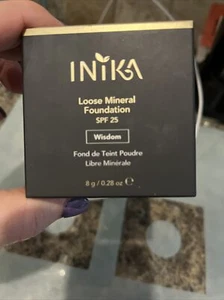 INIKA
Loose Mineral
Foundation
SPF 25
Wisdom
Fond de Teint Poudre
Libre Minérale
8 g / 0.28 oz ℮